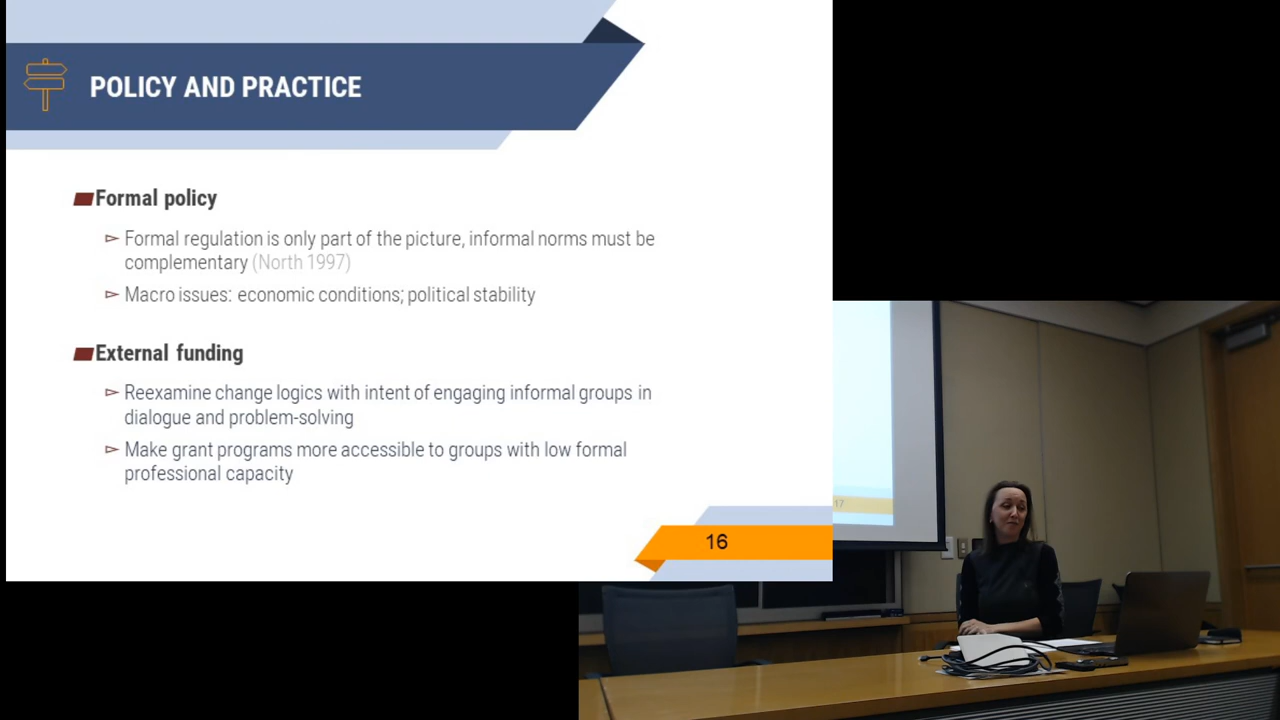 POLICY AND PRACTICE
Formal policy
Formal regulation is only part of the picture, informal norms must be
complementary (North 1997)
Macro issues: economic conditions; political stability
External funding
Reexamine change logics with intent of engaging informal groups in
dialogue and problem-solving
Make grant programs more accessible to groups with low formal
professional capacity
16
17